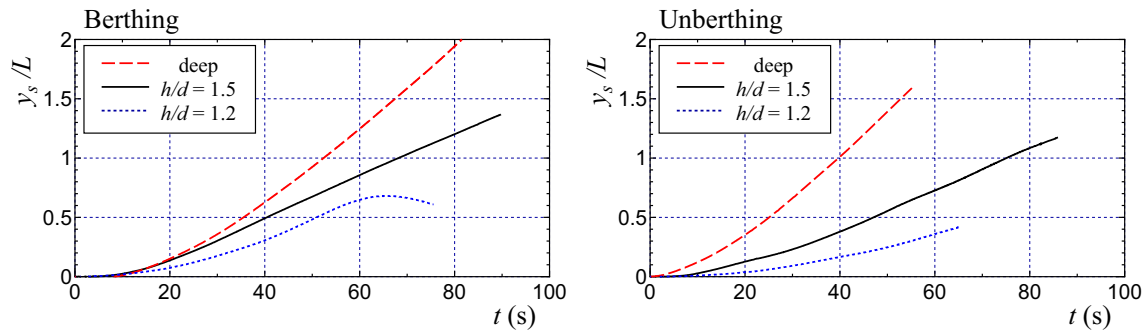 Berthing
y_s/L
2
1.5
1
0.5
0
deep
h/d = 1.5
h/d = 1.2
0 20 40 60 80 100
t (s)
Unberthing
y_s/L
2
1.5
1
0.5
0
deep
h/d = 1.5
h/d = 1.2
0 20 40 60 80 100
t (s)